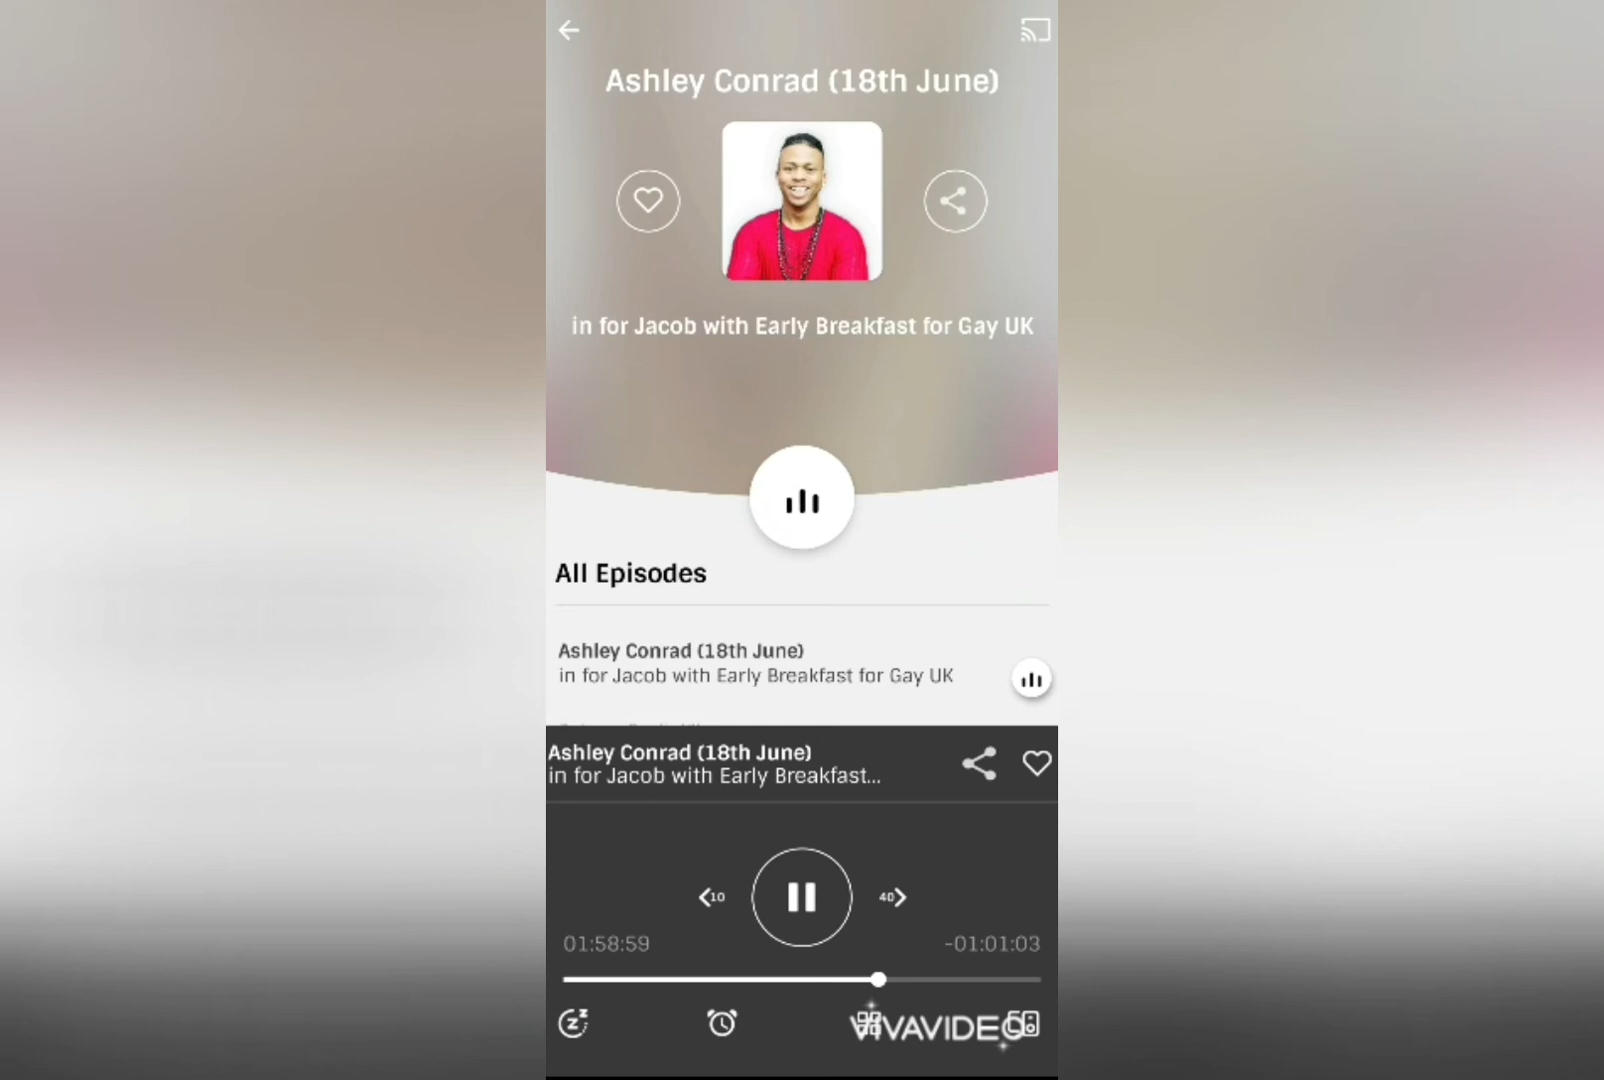 Ashley Conrad (18th June)
in for Jacob with Early Breakfast for Gay UK
All Episodes
Ashley Conrad (18th June)
in for Jacob with Early Breakfast for Gay UK
Ashley Conrad (18th June)
in for Jacob with Early Breakfast...
10
40
01:58:59
-01:01:03
VIVAVIDEO